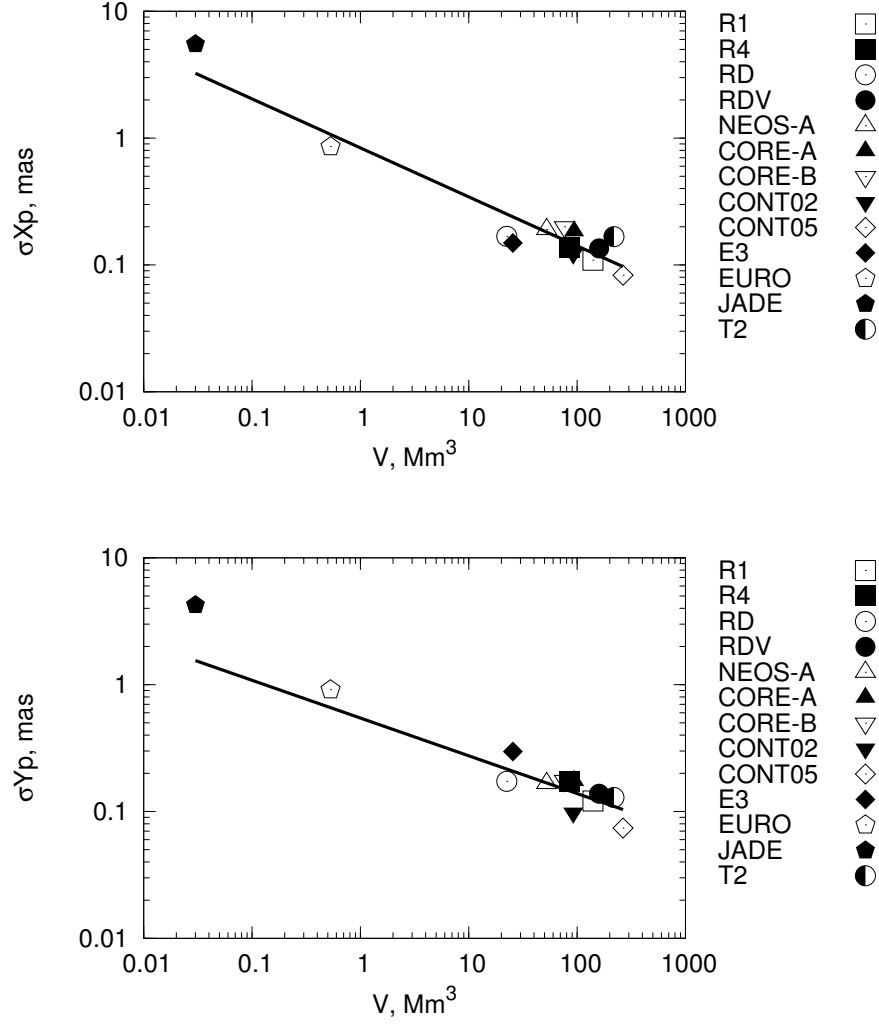 10
1
0.1
0.01
σXp, mas
0.01 0.1 1 10 100 1000
V, Mm³
R1
R4
RD
RDV
NEOS-A
CORE-A
CORE-B
CONT02
CONT05
E3
EURO
JADE
T2
10
1
0.1
0.01
σYp, mas
0.01 0.1 1 10 100 1000
V, Mm³
R1
R4
RD
RDV
NEOS-A
CORE-A
CORE-B
CONT02
CONT05
E3
EURO
JADE
T2